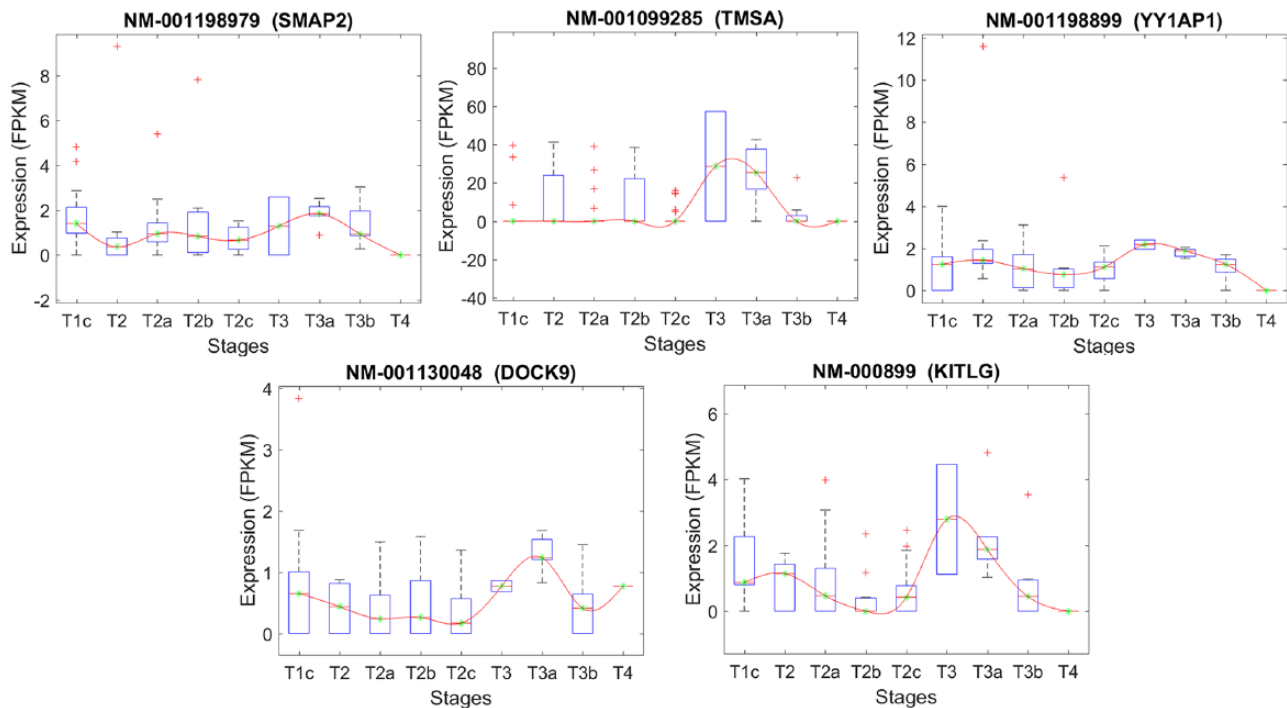 NM-001198979 (SMAP2)
Expression (FPKM)
8
6
4
2
0
-2
T1c T2 T2a T2b T2c T3 T3a T3b T4
Stages
NM-001099285 (TMSA)
Expression (FPKM)
80
60
40
20
0
-20
-40
T1c T2 T2a T2b T2c T3 T3a T3b T4
Stages
NM-001198899 (YY1AP1)
Expression (FPKM)
12
10
8
6
4
2
0
T1c T2 T2a T2b T2c T3 T3a T3b T4
Stages
NM-001130048 (DOCK9)
Expression (FPKM)
4
3
2
1
0
T1c T2 T2a T2b T2c T3 T3a T3b T4
Stages
NM-000899 (KITLG)
Expression (FPKM)
6
4
2
0
T1c T2 T2a T2b T2c T3 T3a T3b T4
Stages